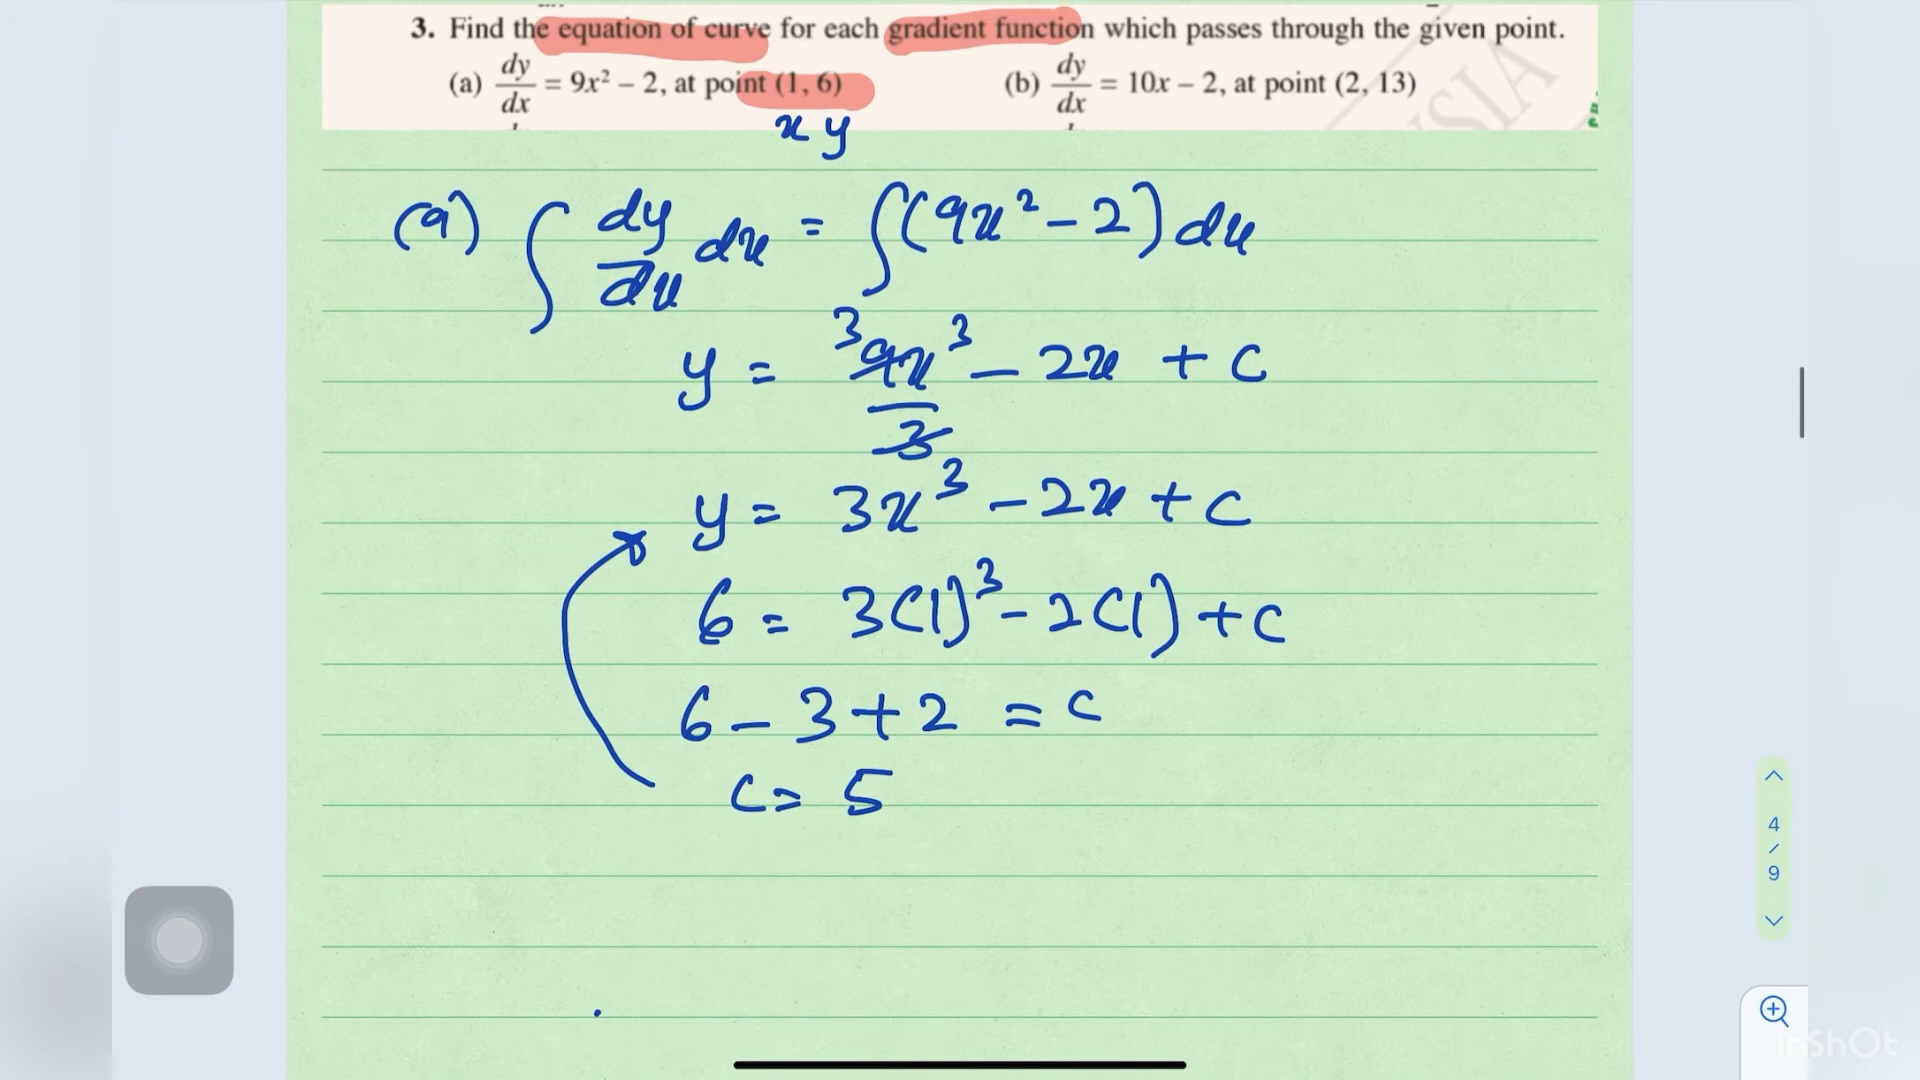 3. Find the equation of curve for each gradient function which passes through the given point.
(a) dy/dx = 9x² – 2, at point (1, 6)
(b) dy/dx = 10x – 2, at point (2, 13)
x y
(a) ∫ dy/dx dx = ∫(9x² – 2) dx
y = ³9x³/3 – 2x + c
y = 3x³ – 2x + c
6 = 3(1)³ – 2(1) + c
6 – 3 + 2 = c
c = 5
4
/
9
InShOt